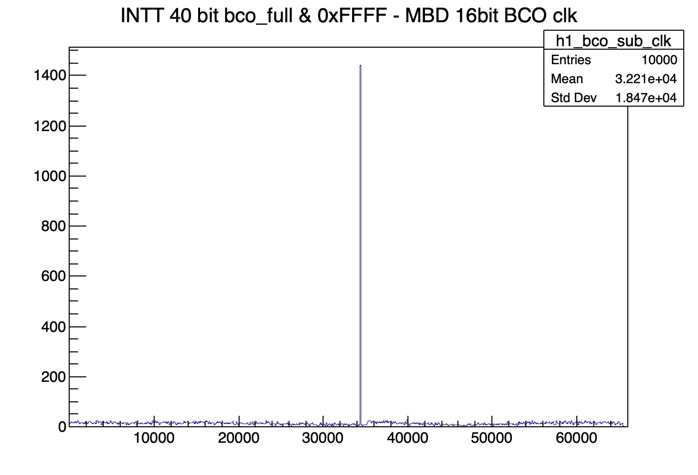 INTT 40 bit bco_full & 0xFFFF - MBD 16bit BCO clk
h1_bco_sub_clk
Entries 10000
Mean 3.221e+04
Std Dev 1.847e+04
1400
1200
1000
800
600
400
200
0
10000 20000 30000 40000 50000 60000